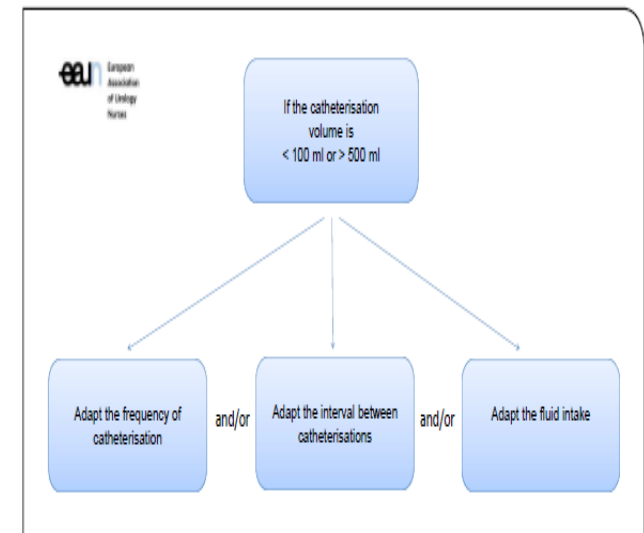 eaun
European
Association
of Urology
Nurses
If the catheterisation
volume is
< 100 ml or > 500 ml
Adapt the frequency of
catheterisation
and/or
Adapt the interval between
catheterisations
and/or
Adapt the fluid intake